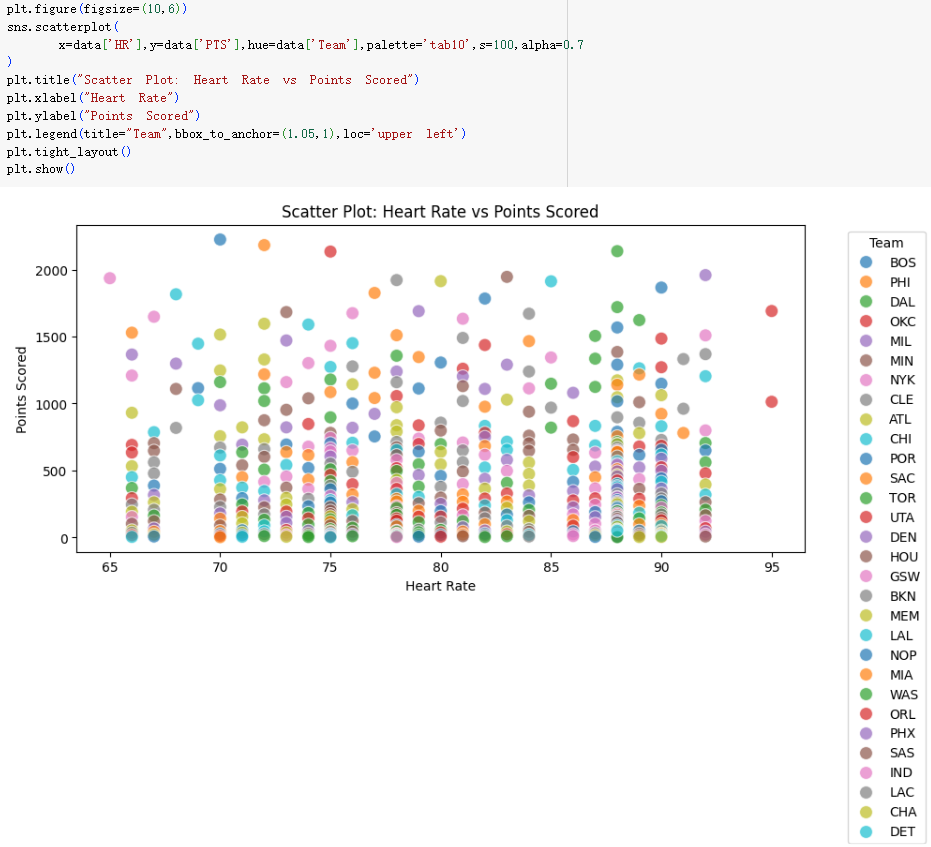 plt.figure(figsize=(10,6))
sns.scatterplot(
x=data['HR'],y=data['PTS'],hue=data['Team'],palette='tab10',s=100,alpha=0.7
)
plt.title("Scatter Plot: Heart Rate vs Points Scored")
plt.xlabel("Heart Rate")
plt.ylabel("Points Scored")
plt.legend(title="Team",bbox_to_anchor=(1.05,1),loc='upper left')
plt.tight_layout()
plt.show()
Scatter Plot: Heart Rate vs Points Scored
Points Scored
2000
1500
1000
500
0
65 70 75 80 85 90 95
Heart Rate
Team
BOS
PHI
DAL
OKC
MIL
MIN
NYK
CLE
ATL
CHI
POR
SAC
TOR
UTA
DEN
HOU
GSW
BKN
MEM
LAL
NOP
MIA
WAS
ORL
PHX
SAS
IND
LAC
CHA
DET